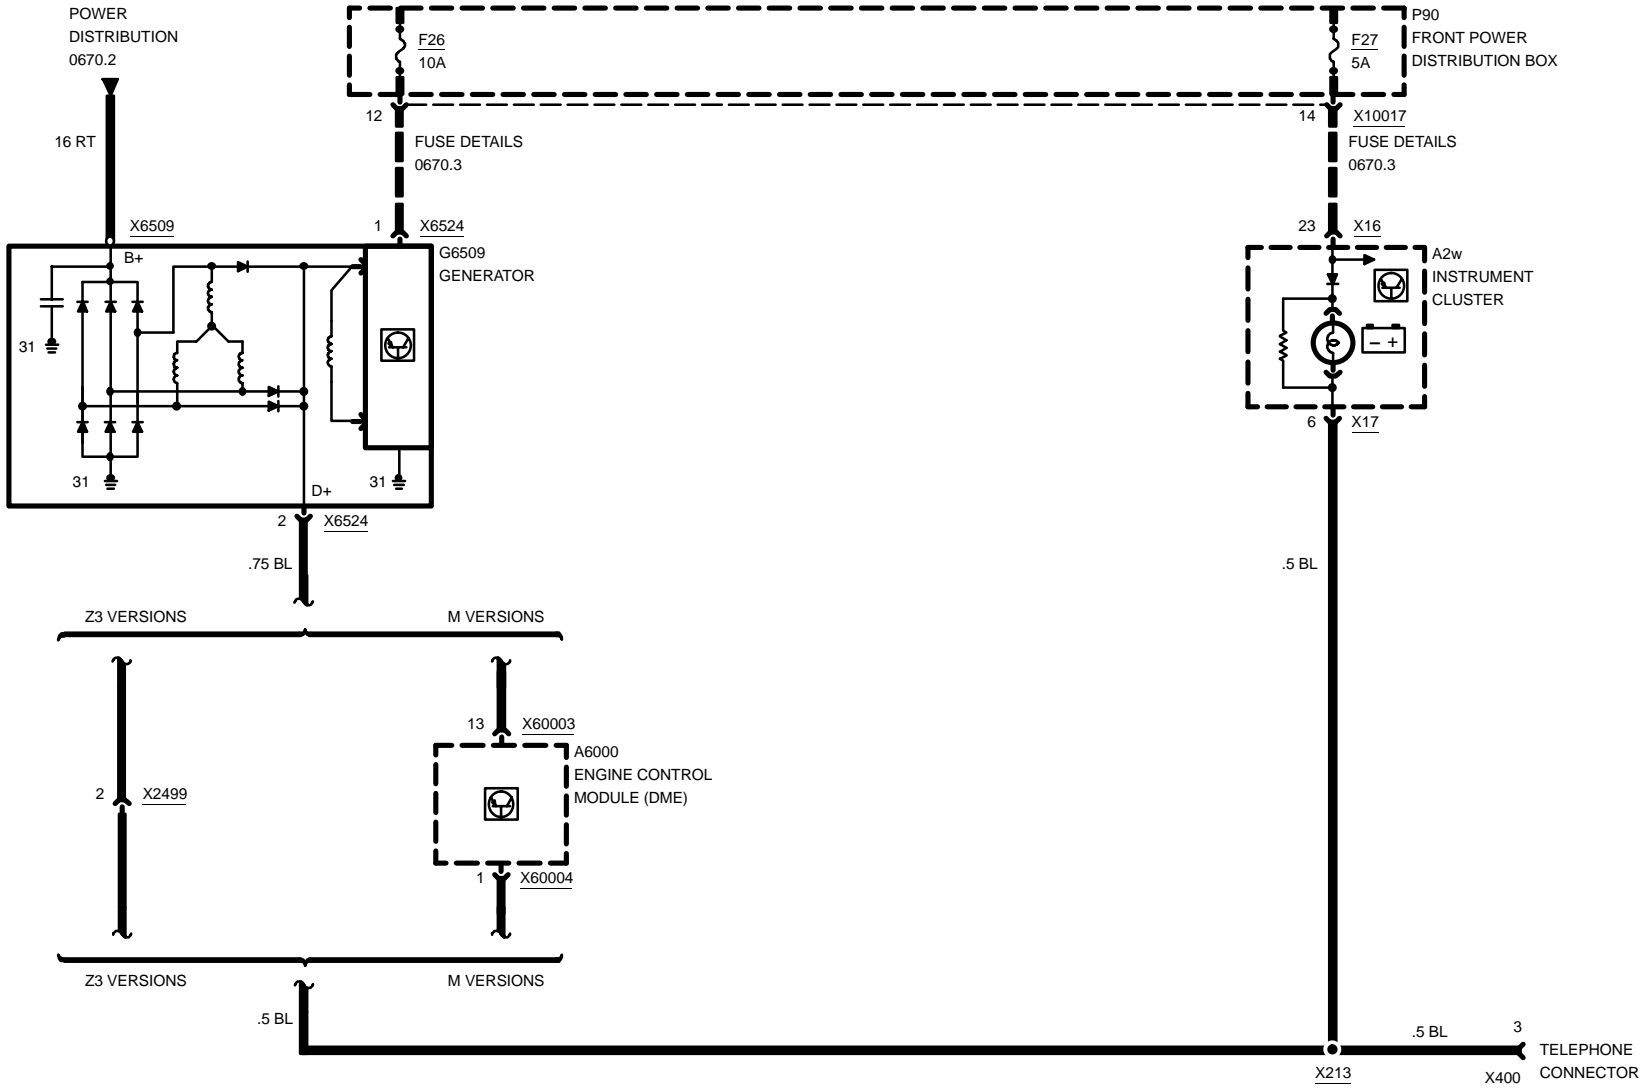 POWER
DISTRIBUTION
0670.2
F26
10A
F27
5A
P90
FRONT POWER
DISTRIBUTION BOX
12
14
X10017
16 RT
FUSE DETAILS
0670.3
FUSE DETAILS
0670.3
X6509
1
X6524
23
X16
B+
G6509
GENERATOR
A2w
INSTRUMENT
CLUSTER
31
− +
6
X17
31
31
D+
2
X6524
.75 BL
.5 BL
Z3 VERSIONS
M VERSIONS
13
X60003
A6000
ENGINE CONTROL
MODULE (DME)
2
X2499
1
X60004
Z3 VERSIONS
M VERSIONS
.5 BL
.5 BL
3
TELEPHONE
CONNECTOR
X213
X400